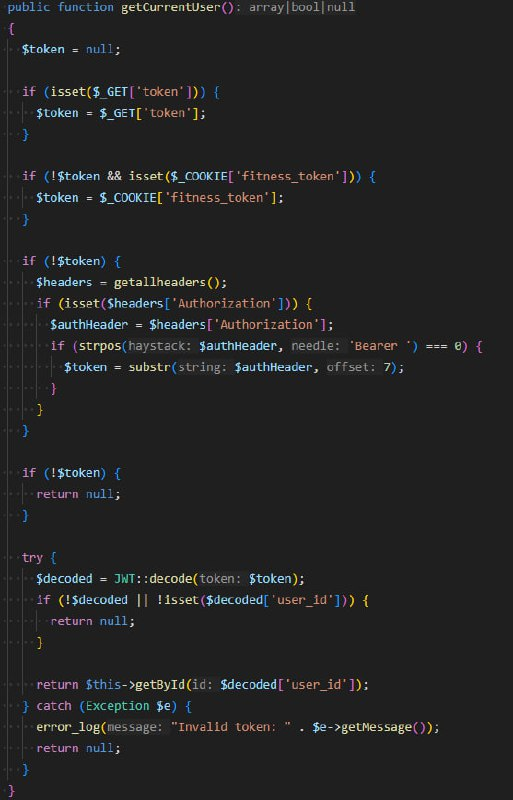 public function getCurrentUser(): array|bool|null
{
  $token = null;

  if (isset($_GET['token'])) {
    $token = $_GET['token'];
  }

  if (!$token && isset($_COOKIE['fitness_token'])) {
    $token = $_COOKIE['fitness_token'];
  }

  if (!$token) {
    $headers = getallheaders();
    if (isset($headers['Authorization'])) {
      $authHeader = $headers['Authorization'];
      if (strpos(haystack: $authHeader, needle: 'Bearer ') === 0) {
        $token = substr(string: $authHeader, offset: 7);
      }
    }
  }

  if (!$token) {
    return null;
  }

  try {
    $decoded = JWT::decode(token: $token);
    if (!$decoded || !isset($decoded['user_id'])) {
      return null;
    }

    return $this->getById(id: $decoded['user_id']);
  } catch (Exception $e) {
    error_log(message: "Invalid token: " . $e->getMessage());
    return null;
  }
}